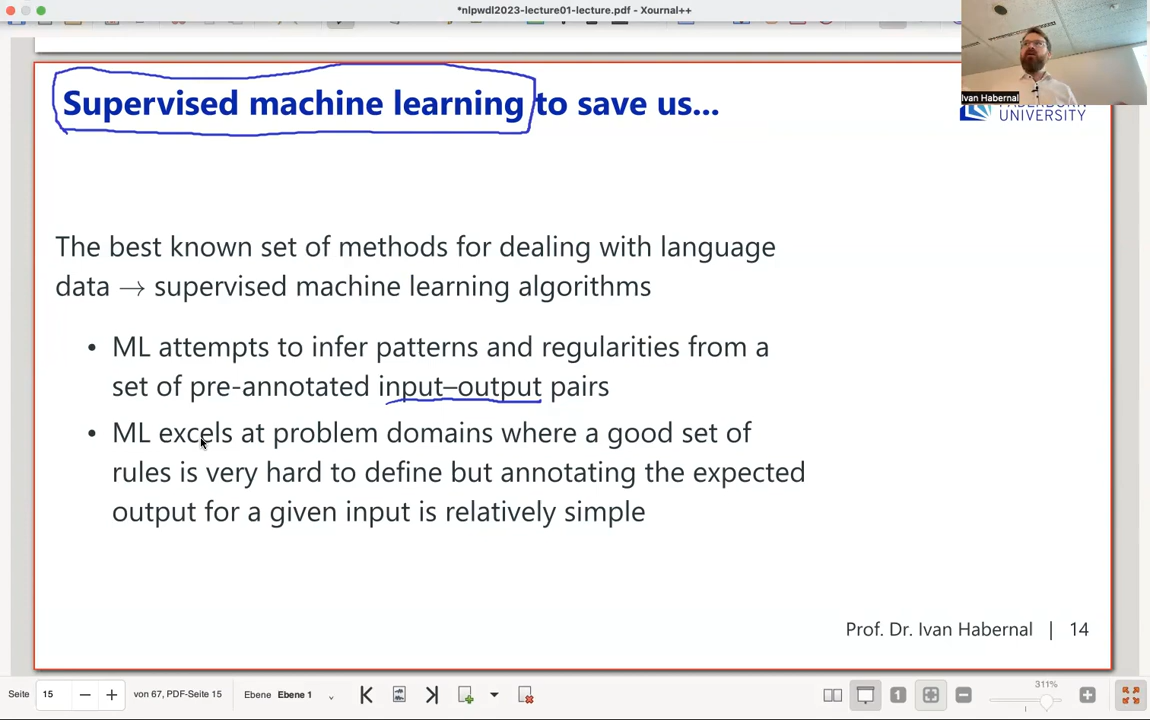 *nlpwdl2023-lecture01-lecture.pdf - Xournal++
Supervised machine learning to save us...
Ivan Habernal
UNIVERSITY
The best known set of methods for dealing with language
data → supervised machine learning algorithms
• ML attempts to infer patterns and regularities from a
set of pre-annotated input–output pairs
• ML excels at problem domains where a good set of
rules is very hard to define but annotating the expected
output for a given input is relatively simple
Prof. Dr. Ivan Habernal | 14
Seite 15 von 67, PDF-Seite 15 Ebene Ebene 1 1 311%